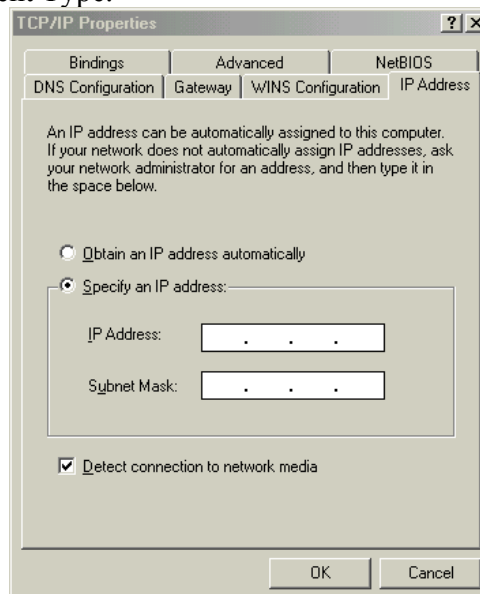 ent Type.
TCP/IP Properties
? ×
Bindings Advanced NetBIOS
DNS Configuration Gateway WINS Configuration IP Address
An IP address can be automatically assigned to this computer.
If your network does not automatically assign IP addresses, ask
your network administrator for an address, and then type it in
the space below.
Obtain an IP address automatically
Specify an IP address:
IP Address: . . .
Subnet Mask: . . .
Detect connection to network media
OK Cancel